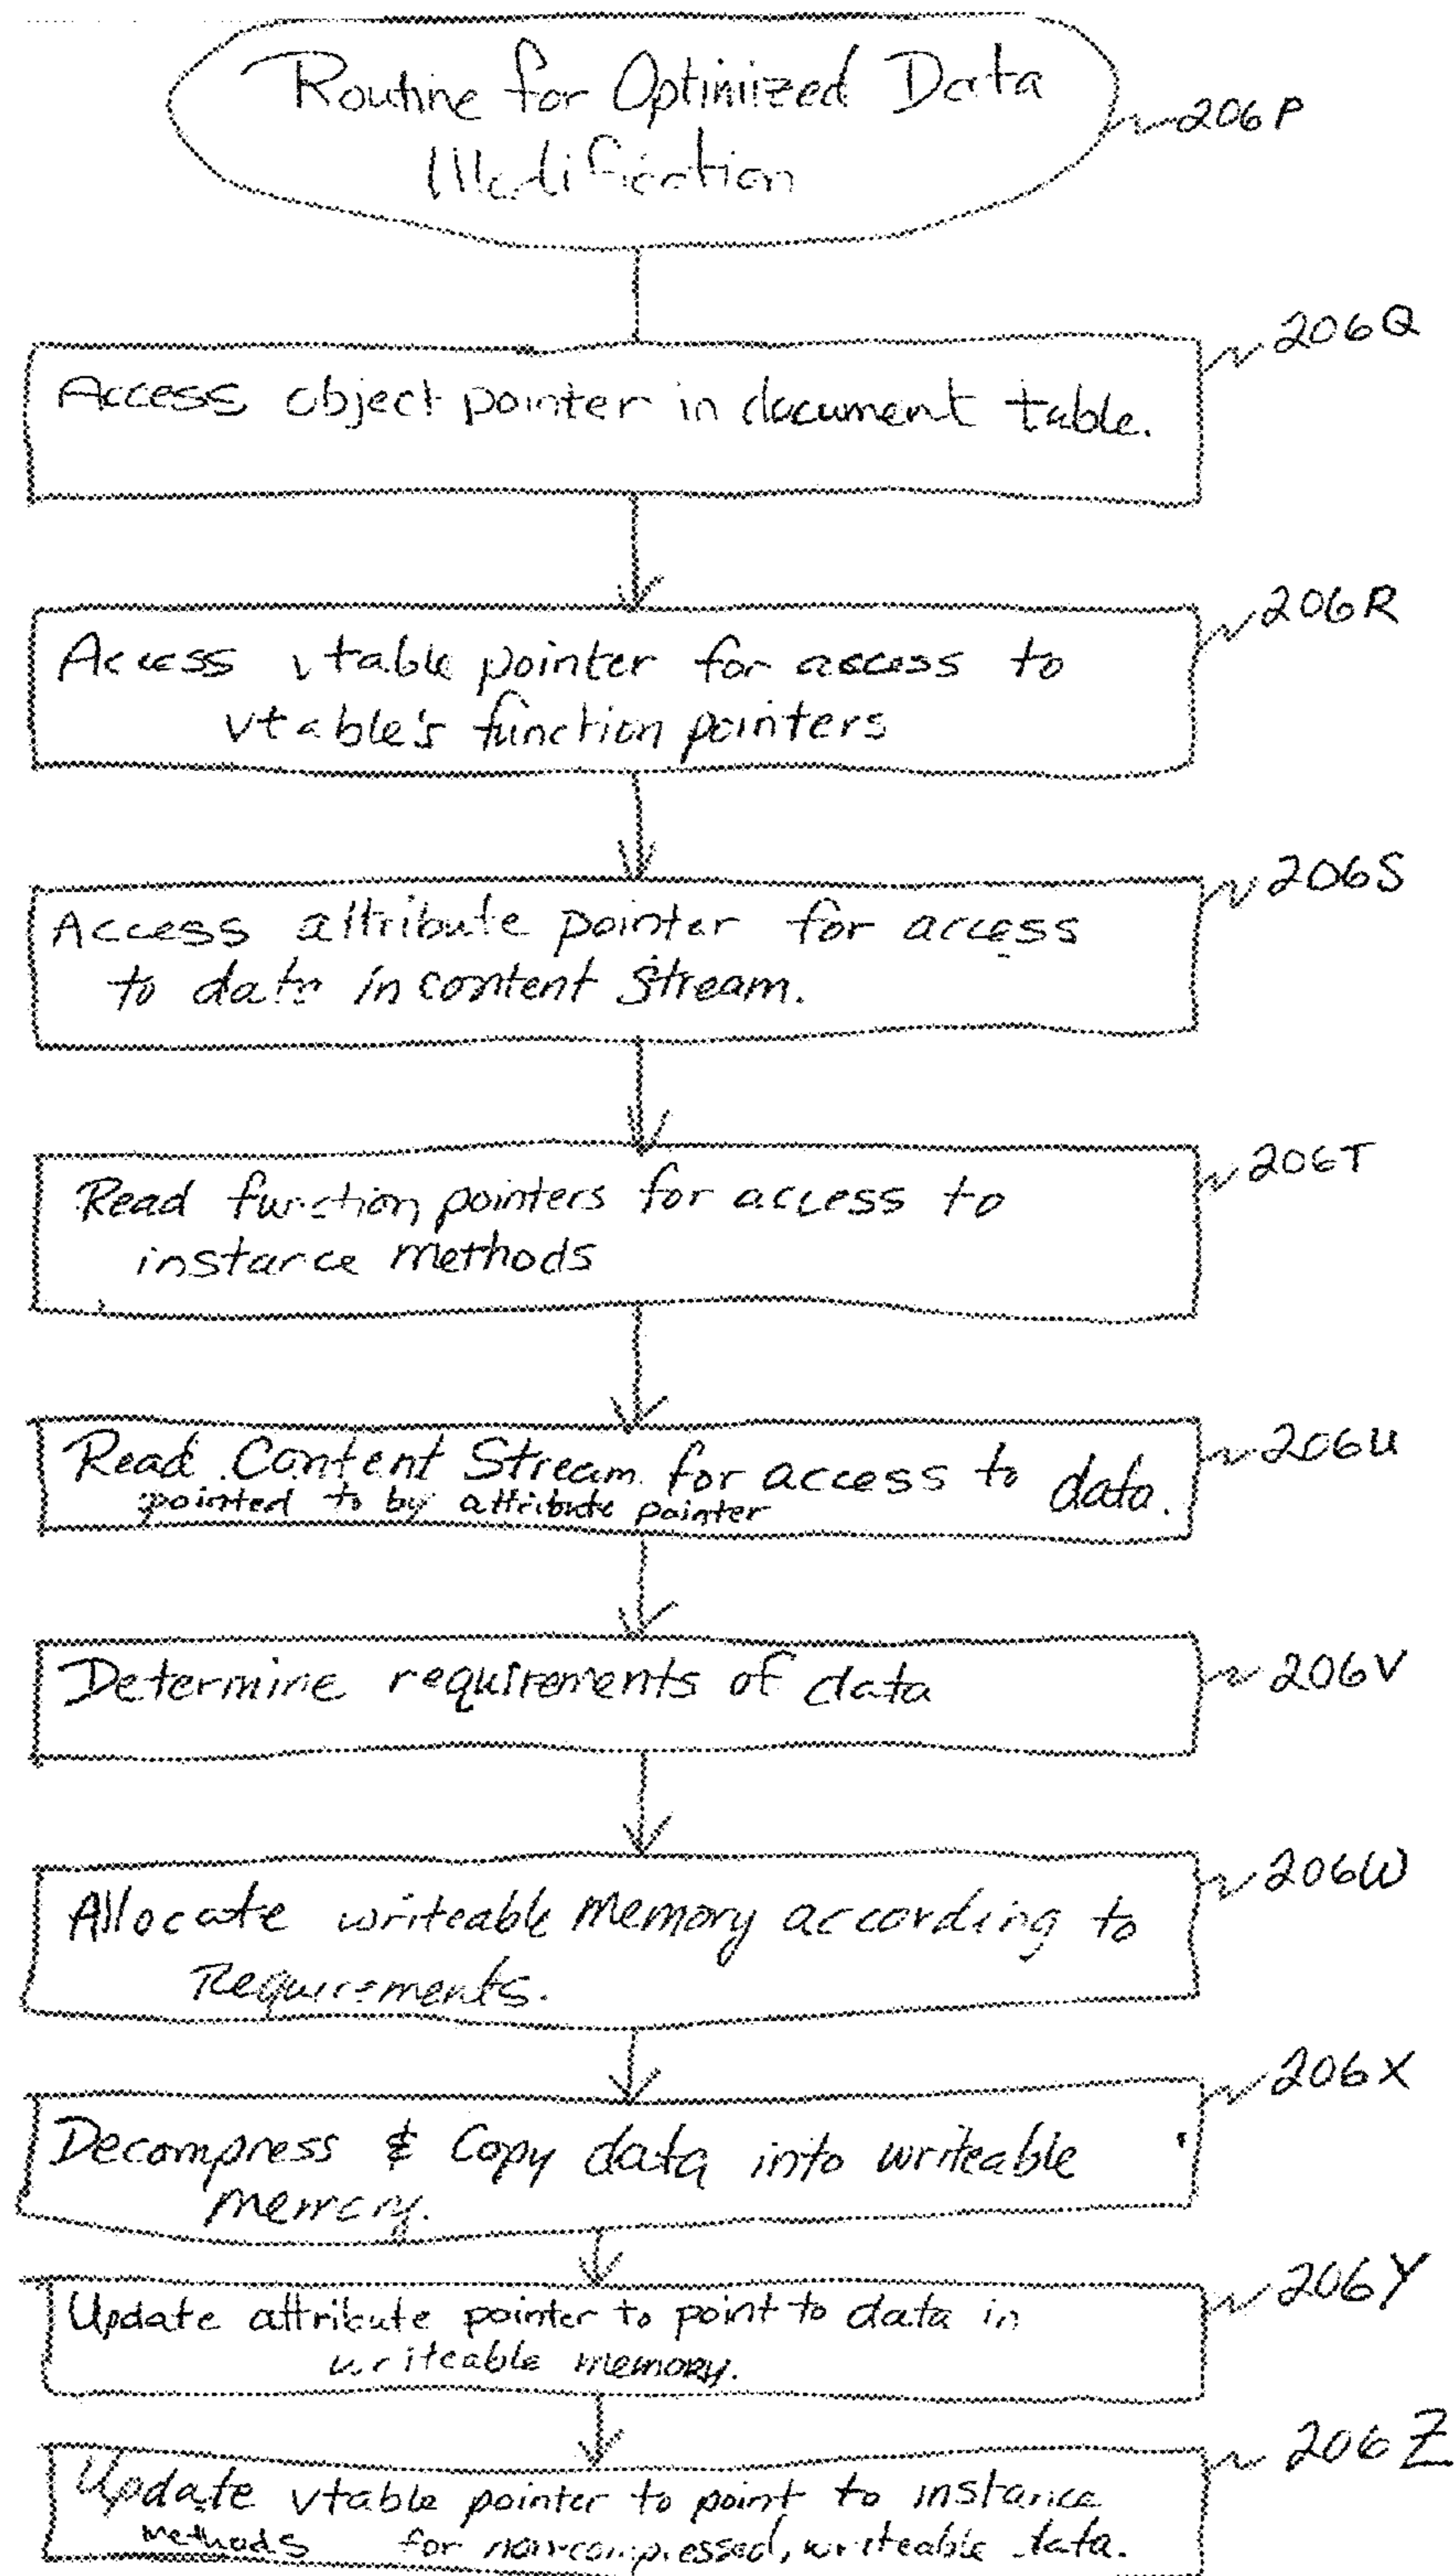 Routine for Optimized Data
Modification
206P
206Q
Access object pointer in document table.
206R
Access vtable pointer for access to
vtable's function pointers
206S
Access attribute pointer for access
to data in content stream.
206T
Read function pointers for access to
instance methods
206U
Read Content Stream for access to data.
pointed to by attribute pointer
206V
Determine requirements of data
206W
Allocate writeable memory according to
Requirements.
206X
Decompress & Copy data into writeable
memory.
206Y
Update attribute pointer to point to data in
writeable memory.
206Z
Update vtable pointer to point to instance
methods for non-compressed, writeable data.